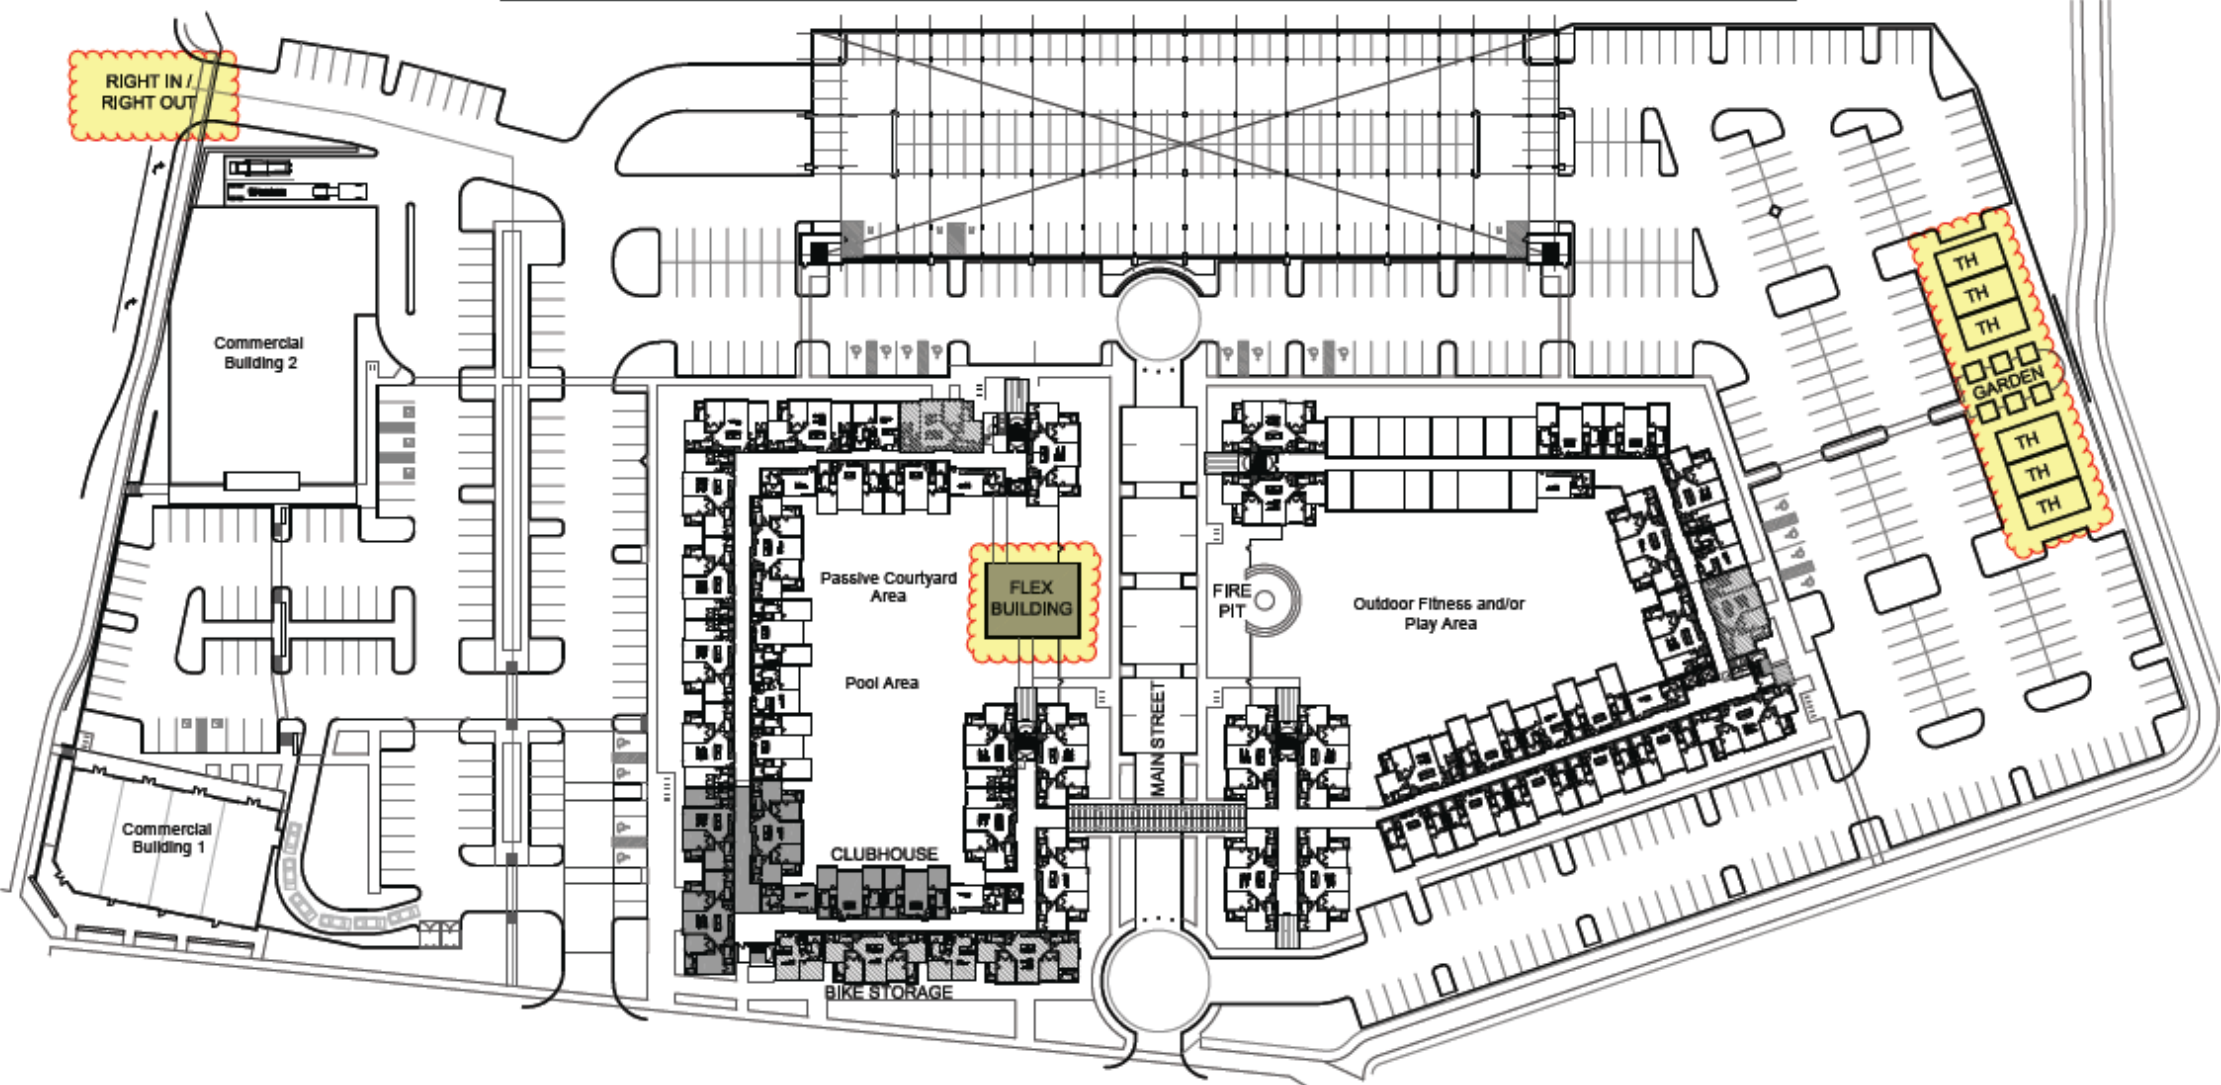 RIGHT IN /
RIGHT OUT
Commercial
Building 2
TH
TH
TH
GARDEN
TH
TH
TH
Passive Courtyard
Area
FLEX
BUILDING
FIRE
PIT
Outdoor Fitness and/or
Play Area
Pool Area
MAIN STREET
Commercial
Building 1
CLUBHOUSE
BIKE STORAGE